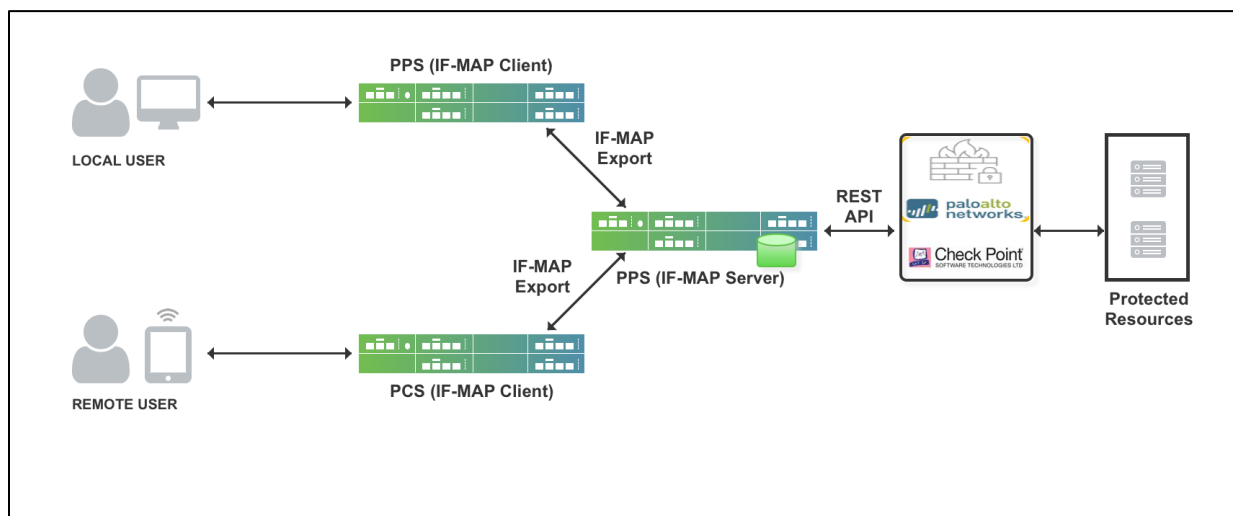 PPS (IF-MAP Client)
LOCAL USER
IF-MAP
Export
REST
API
paloalto
networks
Check Point
SOFTWARE TECHNOLOGIES LTD
IF-MAP
Export
PPS (IF-MAP Server)
Protected
Resources
REMOTE USER
PCS (IF-MAP Client)